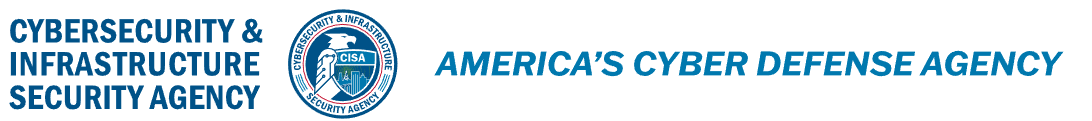 CYBERSECURITY &
INFRASTRUCTURE
SECURITY AGENCY
CYBERSECURITY & INFRASTRUCTURE
CISA
SECURITY AGENCY
AMERICA'S CYBER DEFENSE AGENCY